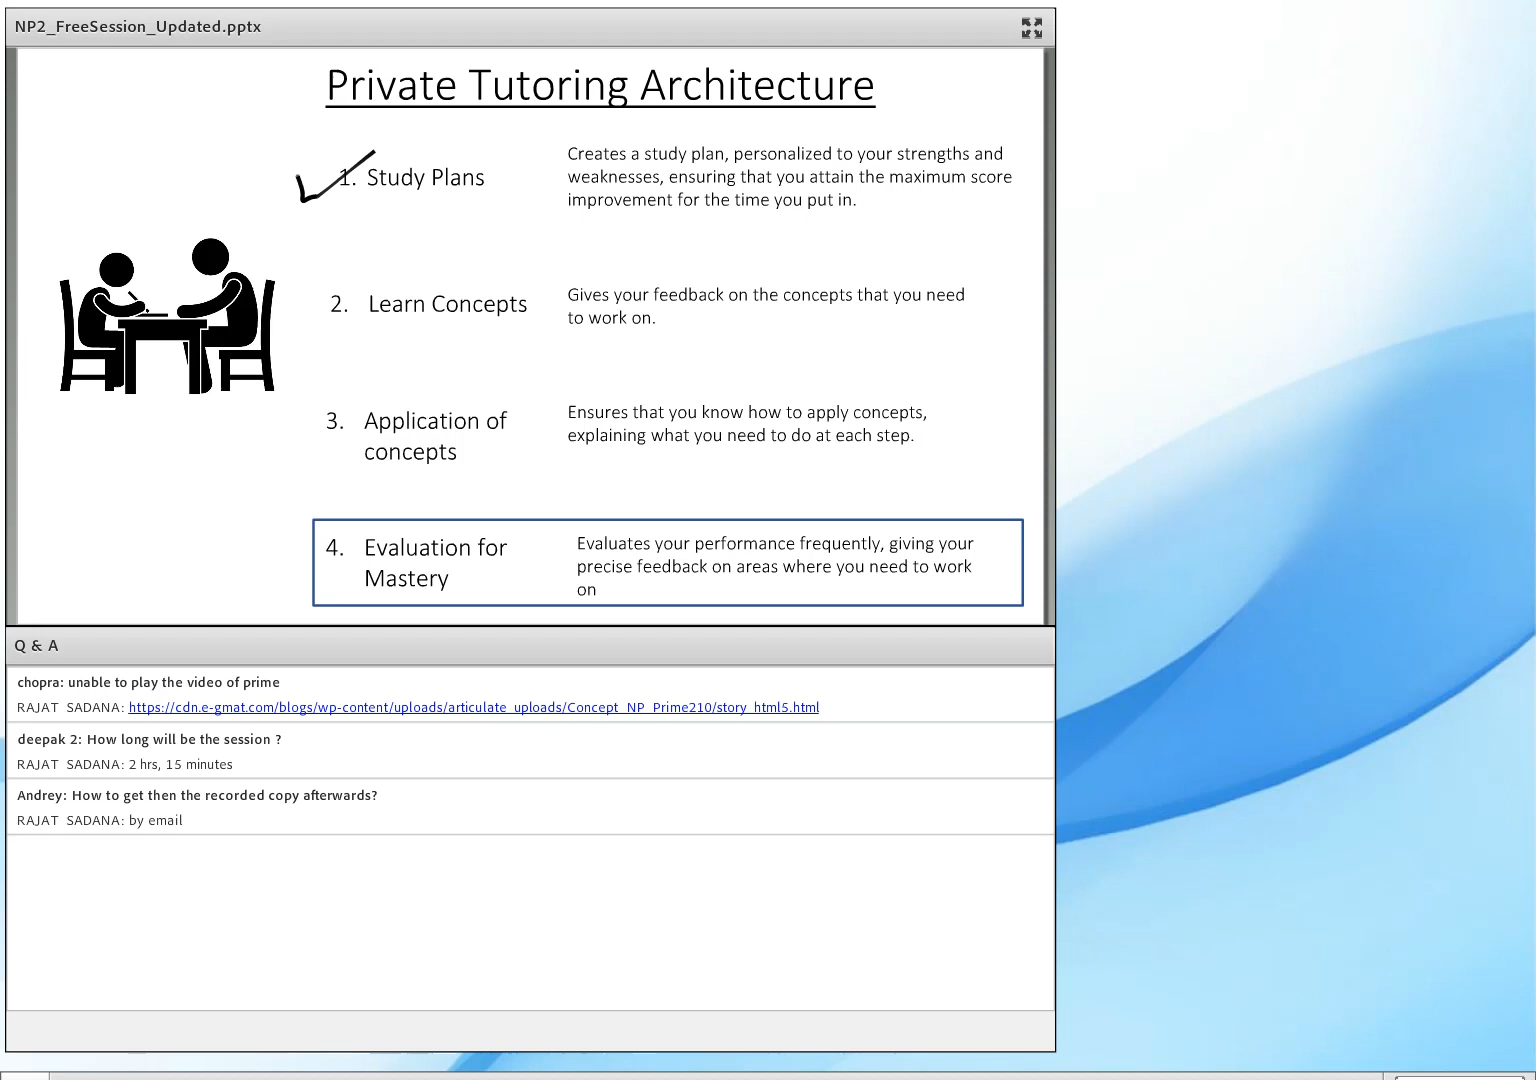 NP2_FreeSession_Updated.pptx
Private Tutoring Architecture
1. Study Plans
Creates a study plan, personalized to your strengths and
weaknesses, ensuring that you attain the maximum score
improvement for the time you put in.
2. Learn Concepts
Gives your feedback on the concepts that you need
to work on.
3. Application of
concepts
Ensures that you know how to apply concepts,
explaining what you need to do at each step.
4. Evaluation for
Mastery
Evaluates your performance frequently, giving your
precise feedback on areas where you need to work
on
Q & A
chopra: unable to play the video of prime
RAJAT SADANA: https://cdn.e-gmat.com/blogs/wp-content/uploads/articulate_uploads/Concept_NP_Prime210/story_html5.html
deepak 2: How long will be the session ?
RAJAT SADANA: 2 hrs, 15 minutes
Andrey: How to get then the recorded copy afterwards?
RAJAT SADANA: by email